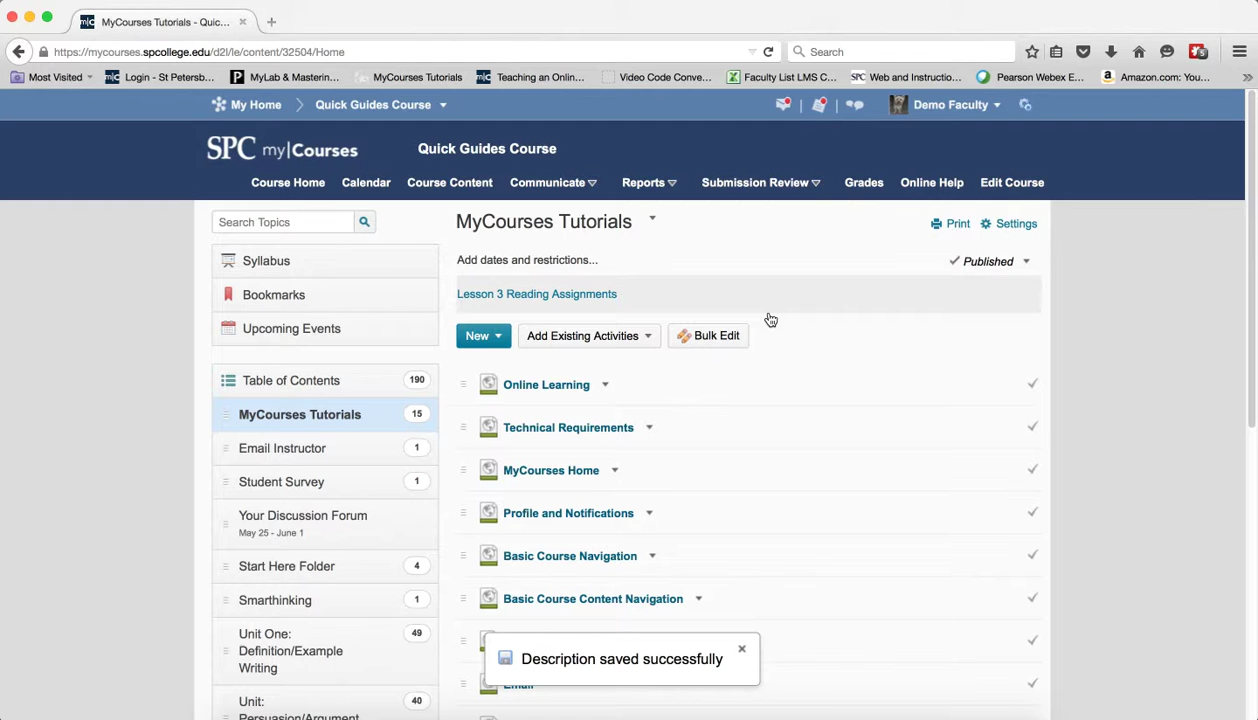 MyCourses Tutorials - Quic...
https://mycourses.spcollege.edu/d2l/le/content/32504/Home
Search
5
Most Visited
Login - St Petersb...
MyLab & Mastering...
MyCourses Tutorials
Teaching an Onlin...
Video Code Conve...
Faculty List LMS C...
Web and Instructio...
Pearson Webex E...
Amazon.com: You...
My Home
Quick Guides Course
Demo Faculty
SPC my|Courses
Quick Guides Course
Course Home
Calendar
Course Content
Communicate
Reports
Submission Review
Grades
Online Help
Edit Course
Search Topics
Syllabus
Bookmarks
Upcoming Events
Table of Contents 190
MyCourses Tutorials 15
Email Instructor 1
Student Survey 1
Your Discussion Forum
May 25 - June 1
Start Here Folder 4
Smarthinking 1
Unit One: 49
Definition/Example
Writing
Unit: 40
Persuasion/Argument
MyCourses Tutorials
Print
Settings
Add dates and restrictions...
Published
Lesson 3 Reading Assignments
New
Add Existing Activities
Bulk Edit
Online Learning
Technical Requirements
MyCourses Home
Profile and Notifications
Basic Course Navigation
Basic Course Content Navigation
Description saved successfully
Email